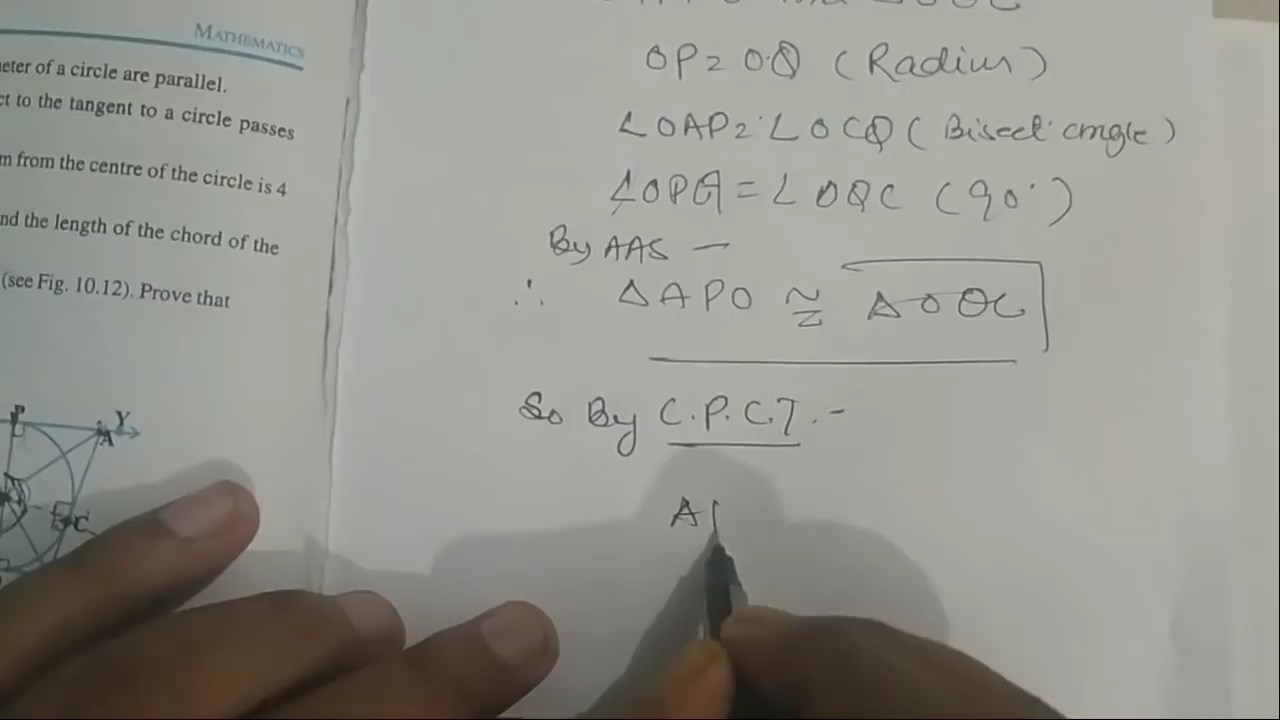 MATHEMATICS
eter of a circle are parallel.
ct to the tangent to a circle passes
m from the centre of the circle is 4
nd the length of the chord of the
(see Fig. 10.12). Prove that
P
Y
A
C
OP = OQ (Radius)
∠OAP = ∠OCQ (Bisect angle)
∠OPA = ∠OQC (90°)
By AAS —
∴ ΔAPO ≅ ΔOQC
So By C.P.C.T. -
A